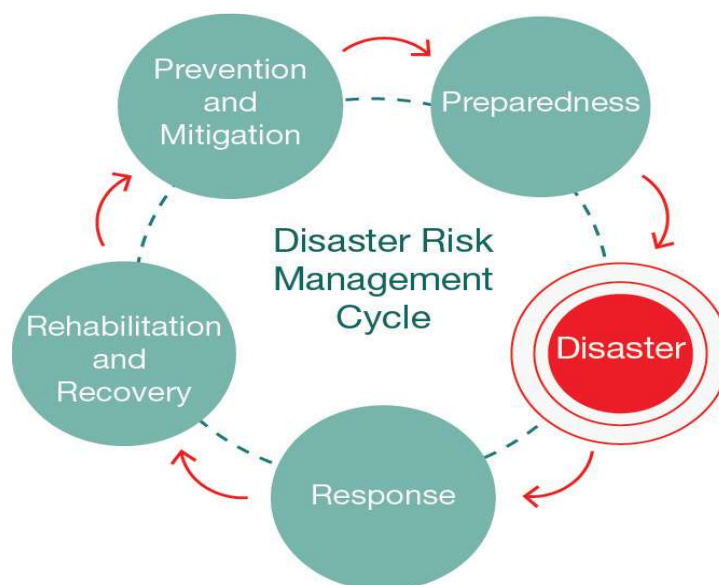 Prevention
and
Mitigation
Preparedness
Disaster Risk
Management
Cycle
Disaster
Rehabilitation
and
Recovery
Response